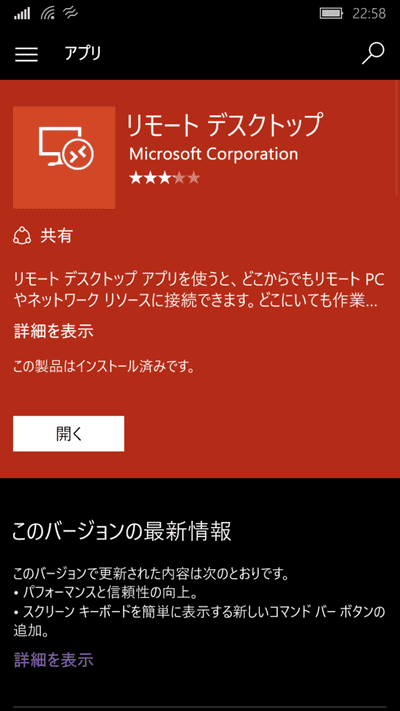 22:58
アプリ
リモート デスクトップ
Microsoft Corporation
共有
リモート デスクトップ アプリを使うと、どこからでもリモート PC
やネットワーク リソースに接続できます。どこにいても作業...
詳細を表示
この製品はインストール済みです。
開く
このバージョンの最新情報
このバージョンで更新された内容は次のとおりです。
• パフォーマンスと信頼性の向上。
• スクリーン キーボードを簡単に表示する新しいコマンド バー ボタンの
追加。
詳細を表示